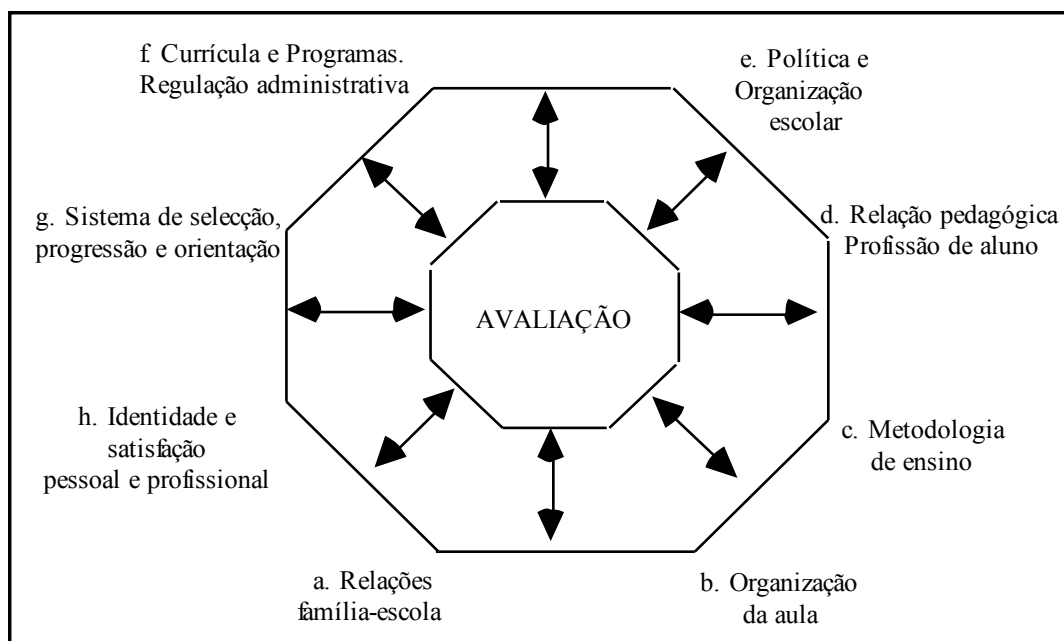 f. Currícula e Programas.
Regulação administrativa
e. Política e
Organização
escolar
g. Sistema de selecção,
progressão e orientação
d. Relação pedagógica
Profissão de aluno
AVALIAÇÃO
h. Identidade e
satisfação
pessoal e profissional
c. Metodologia
de ensino
a. Relações
família-escola
b. Organização
da aula